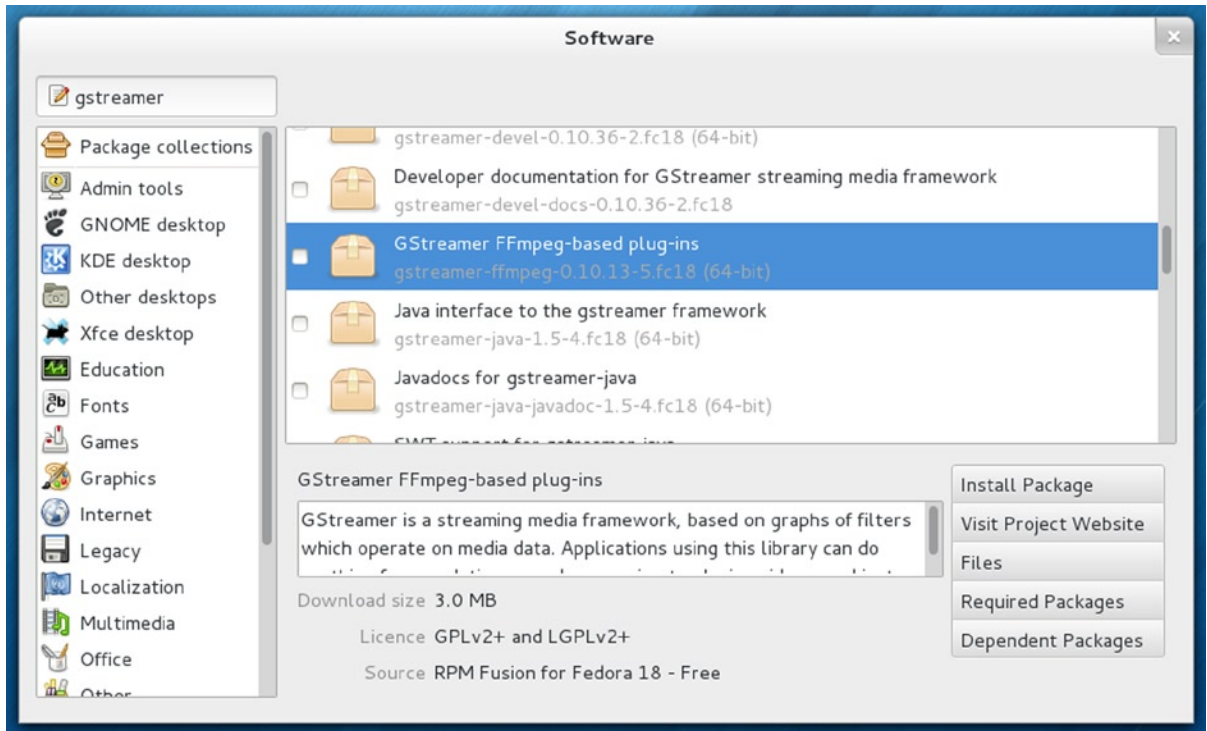 Software
gstreamer
Package collections
Admin tools
GNOME desktop
KDE desktop
Other desktops
Xfce desktop
Education
Fonts
Games
Graphics
Internet
Legacy
Localization
Multimedia
Office
Other
gstreamer-devel-0.10.36-2.fc18 (64-bit)
Developer documentation for GStreamer streaming media framework
gstreamer-devel-docs-0.10.36-2.fc18
GStreamer FFmpeg-based plug-ins
gstreamer-ffmpeg-0.10.13-5.fc18 (64-bit)
Java interface to the gstreamer framework
gstreamer-java-1.5-4.fc18 (64-bit)
Javadocs for gstreamer-java
gstreamer-java-javadoc-1.5-4.fc18 (64-bit)
SWT support for gstreamer-java
GStreamer FFmpeg-based plug-ins
GStreamer is a streaming media framework, based on graphs of filters
which operate on media data. Applications using this library can do
Download size 3.0 MB
Licence GPLv2+ and LGPLv2+
Source RPM Fusion for Fedora 18 - Free
Install Package
Visit Project Website
Files
Required Packages
Dependent Packages